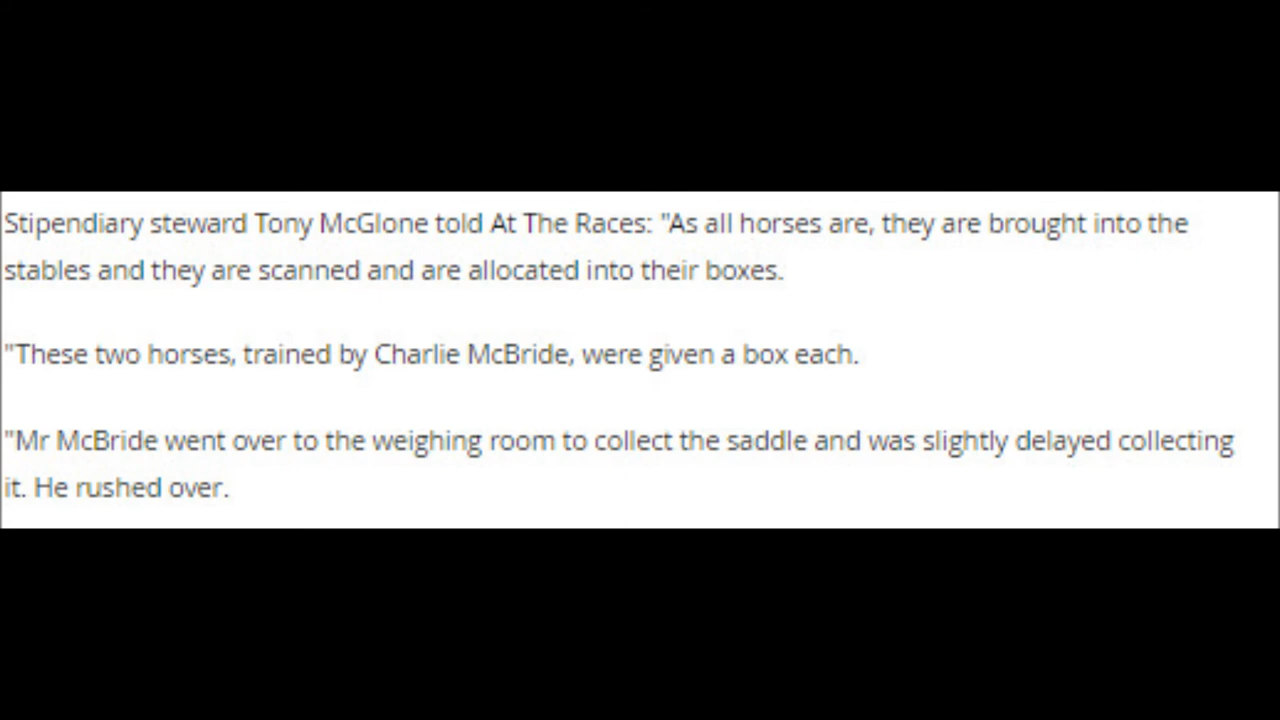 Stipendiary steward Tony McGlone told At The Races: "As all horses are, they are brought into the
stables and they are scanned and are allocated into their boxes.
"These two horses, trained by Charlie McBride, were given a box each.
"Mr McBride went over to the weighing room to collect the saddle and was slightly delayed collecting
it. He rushed over.